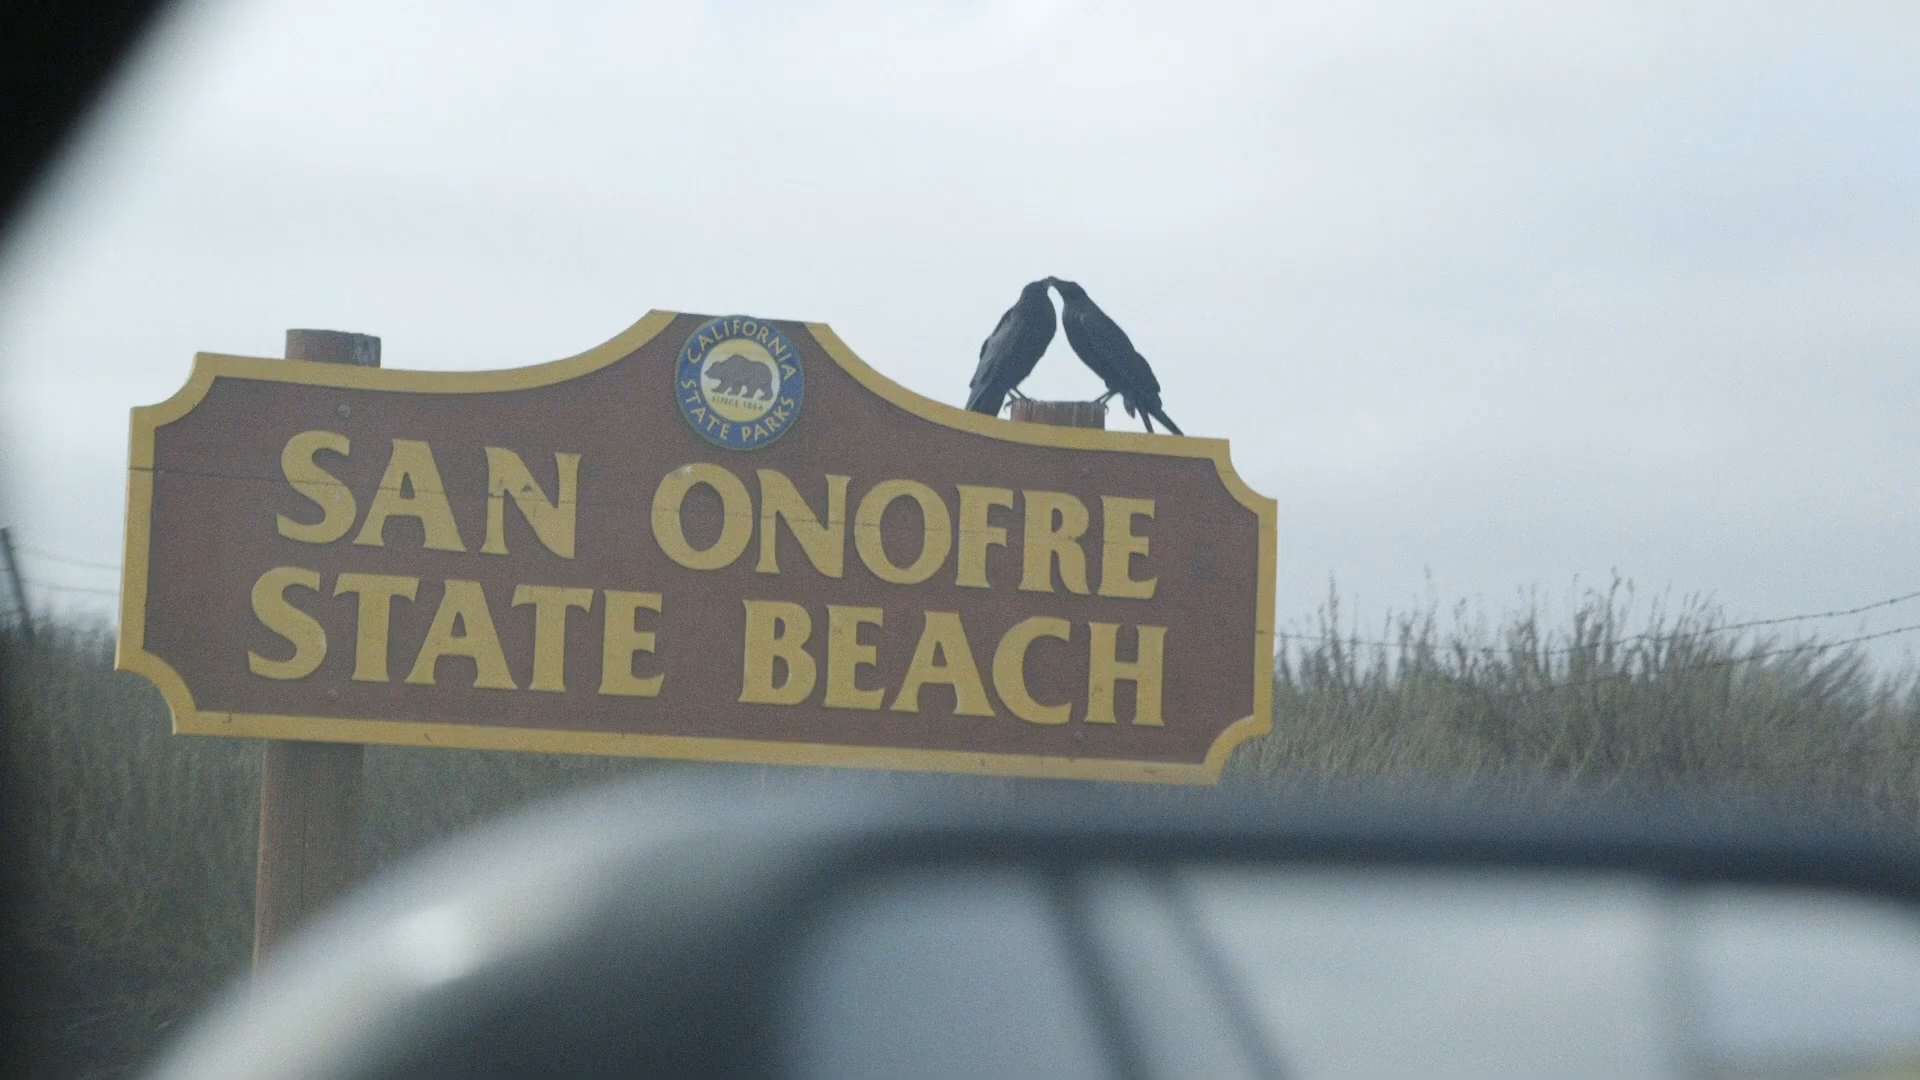 CALIFORNIA
SINCE 1864
STATE PARKS
SAN ONOFRE
STATE BEACH